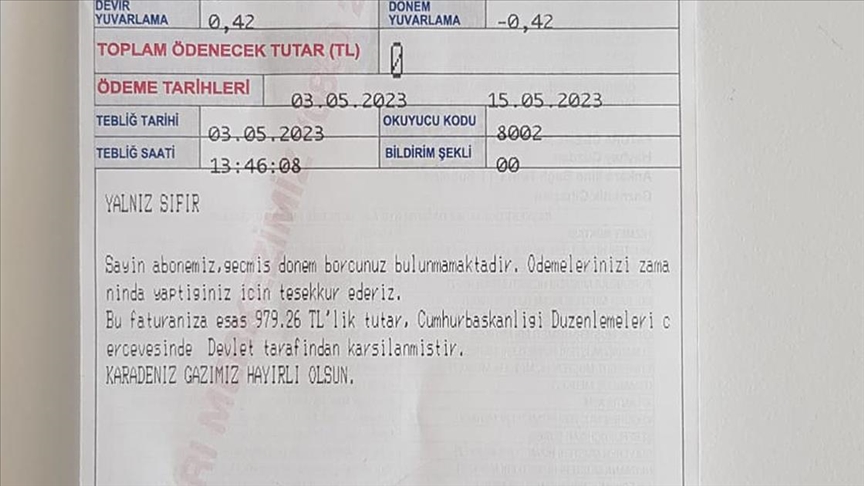 DEVİR YUVARLAMA 0,42 DÖNEM YUVARLAMA -0,42
TOPLAM ÖDENECEK TUTAR (TL) 0
ÖDEME TARİHLERİ 03.05.2023 15.05.2023
TEBLİĞ TARİHİ 03.05.2023 OKUYUCU KODU 8002
TEBLİĞ SAATİ 13:46:08 BİLDİRİM ŞEKLİ 00
YALNIZ SIFIR
Sayin abonemiz,gecmis donem borcunuz bulunmamaktadir. Odemelerinizi zama
ninda yaptiginiz icin tesekkur ederiz.
Bu faturaniza esas 979.26 TL'lik tutar, Cumhurbaskanligi Duzenlemeleri c
ercevesinde Devlet tarafindan karsilanmistir.
KARADENIZ GAZIMIZ HAYIRLI OLSUN.